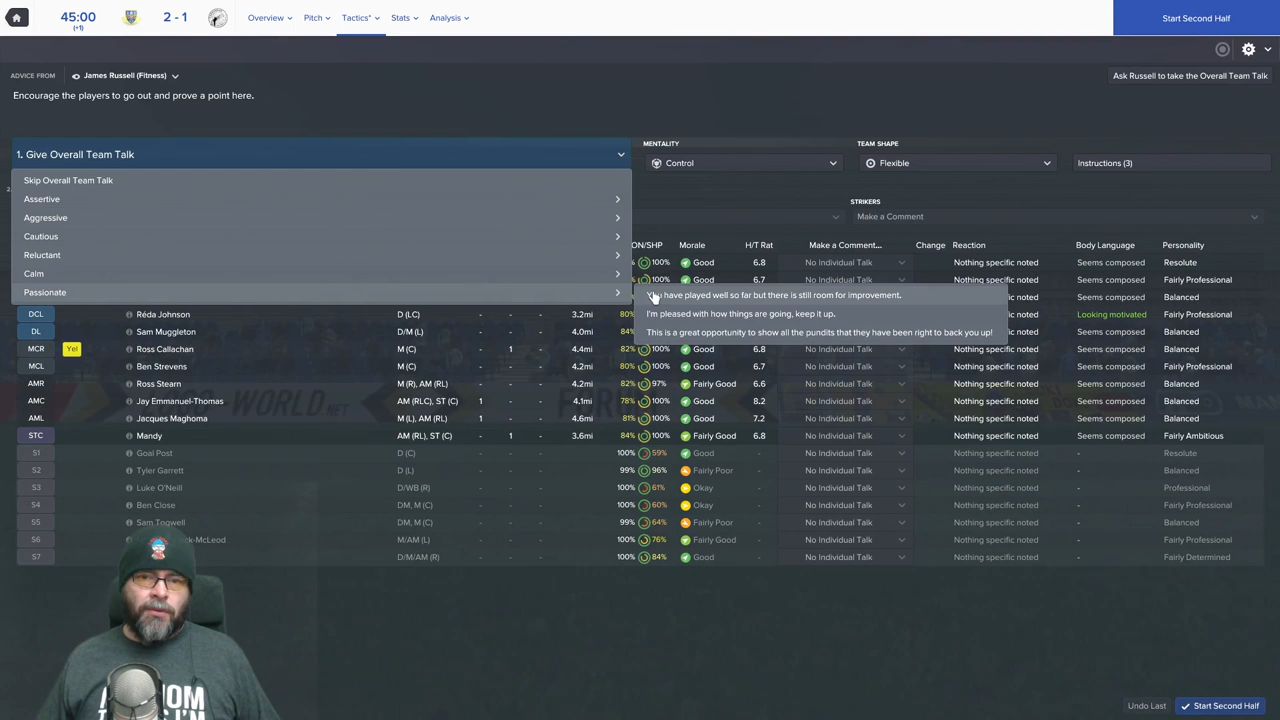 45:00
(+1)
2 - 1
Overview
Pitch
Tactics*
Stats
Analysis
Start Second Half
ADVICE FROM
James Russell (Fitness)
Ask Russell to take the Overall Team Talk
Encourage the players to go out and prove a point here.
1. Give Overall Team Talk
MENTALITY
Control
TEAM SHAPE
Flexible
Instructions (3)
Skip Overall Team Talk
Assertive
Aggressive
Cautious
Reluctant
Calm
Passionate
STRIKERS
Make a Comment
ON/SHP Morale H/T Rat Make a Comment... Change Reaction Body Language Personality
100% Good 6.8 No Individual Talk Nothing specific noted Seems composed Resolute
100% Good 6.7 No Individual Talk Nothing specific noted Seems composed Fairly Professional
have played well so far but there is still room for improvement. Balanced
I'm pleased with how things are going, keep it up.
This is a great opportunity to show all the pundits that they have been right to back you up!
DCL Réda Johnson D (LC) - - - 3.2mi 80% Looking motivated Fairly Professional
DL Sam Muggleton D/M (L) - - - 4.0mi 84% Seems composed Balanced
MCR Yel Ross Callachan M (C) - 1 - 4.4mi 82% 100% Good 6.8 No Individual Talk Nothing specific noted Seems composed Balanced
MCL Ben Stevens M (C) - - - 4.2mi 80% 100% Good 6.7 No Individual Talk Nothing specific noted Seems composed Fairly Professional
AMR Ross Stearn M (R), AM (RL) - - - 4.2mi 82% 97% Fairly Good 6.6 No Individual Talk Nothing specific noted Seems composed Balanced
AMC Jay Emmanuel-Thomas AM (RLC), ST (C) 1 - - 4.1mi 78% 100% Good 8.2 No Individual Talk Nothing specific noted Seems composed Balanced
AML Jacques Maghoma M (L), AM (RL) 1 - - 4.6mi 81% 100% Good 7.2 No Individual Talk Nothing specific noted Seems composed Balanced
STC Mandy AM (RL), ST (C) - 1 - 3.6mi 84% 100% Fairly Good 6.8 No Individual Talk Nothing specific noted Seems composed Fairly Ambitious
S1 Goal Post D (C) - - - 100% 59% Good - No Individual Talk Nothing specific noted - Resolute
S2 Tyler Garrett D (L) - - - 99% 96% Fairly Poor - No Individual Talk Nothing specific noted - Balanced
S3 Luke O'Neill D/WB (R) - - - 100% 61% Okay - No Individual Talk Nothing specific noted - Professional
S4 Ben Close DM, M (C) - - - 100% 60% Okay - No Individual Talk Nothing specific noted - Fairly Professional
S5 Sam Togwell DM, M (C) - - - 99% 64% Fairly Poor - No Individual Talk Nothing specific noted - Balanced
S6 ck-McLeod M/AM (L) - - - 100% 76% Fairly Good - No Individual Talk Nothing specific noted - Fairly Professional
S7 D/M/AM (R) - - - 100% 84% Good - No Individual Talk Nothing specific noted - Fairly Determined
Undo Last
Start Second Half